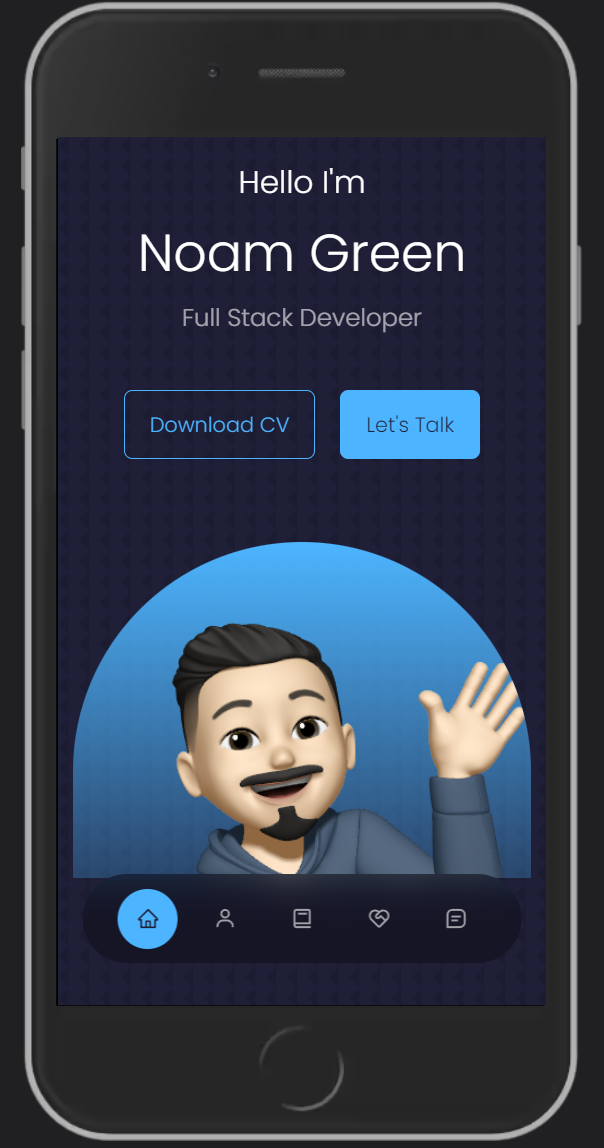 Hello I'm
Noam Green
Full Stack Developer
Download CV
Let's Talk